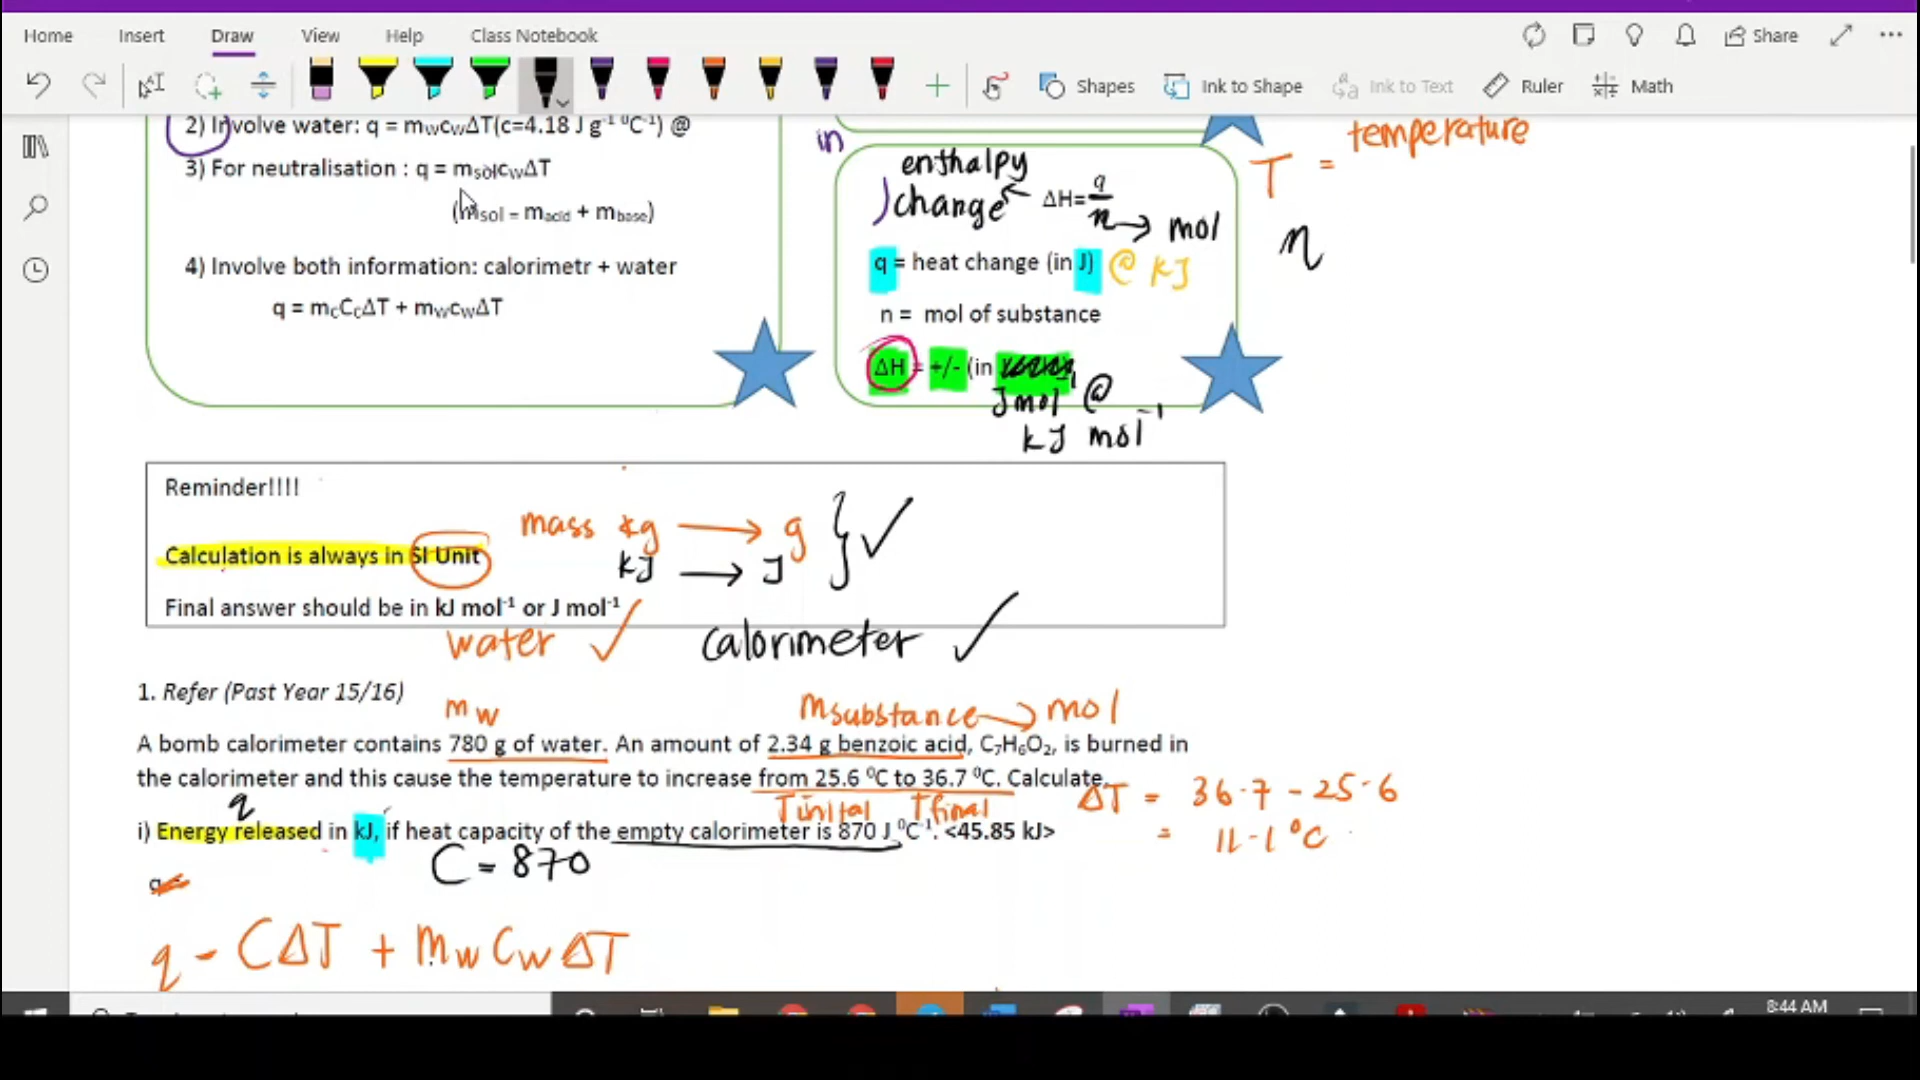 Home Insert Draw View Help Class Notebook Share
Shapes Ink to Shape Ink to Text Ruler Math
2) Involve water: q = mwcwΔT(c=4.18 J g⁻¹ ⁰C⁻¹) @
3) For neutralisation : q = msolcwΔT
(msol = macid + mbase)
4) Involve both information: calorimetr + water
q = mcCcΔT + mwcwΔT
in
enthalpy
change ΔH= q/n → mol
q = heat change (in J) @ kJ
n = mol of substance
ΔH = +/- (in
J mol⁻¹ @
kJ mol⁻¹
temperature
T =
n
Reminder!!!!
mass kg → g
Calculation is always in SI Unit
kJ → J
Final answer should be in kJ mol⁻¹ or J mol⁻¹
water ✓ calorimeter ✓
1. Refer (Past Year 15/16)
mw msubstance → mol
A bomb calorimeter contains 780 g of water. An amount of 2.34 g benzoic acid, C₇H₆O₂, is burned in
the calorimeter and this cause the temperature to increase from 25.6 ⁰C to 36.7 ⁰C. Calculate.
q Tinital Tfinal
ΔT = 36.7 - 25.6
= 11.1 °C
i) Energy released in kJ, if heat capacity of the empty calorimeter is 870 J ⁰C⁻¹. <45.85 kJ>
C = 870
q = CΔT + mwCwΔT
8:44 AM